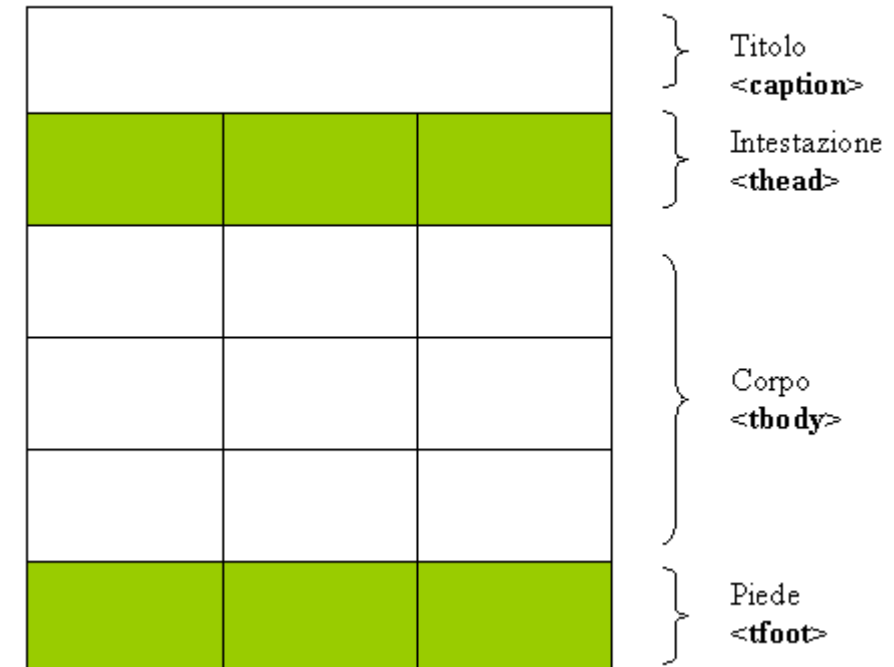 Titolo
<caption>
Intestazione
<thead>
Corpo
<tbody>
Piede
<tfoot>